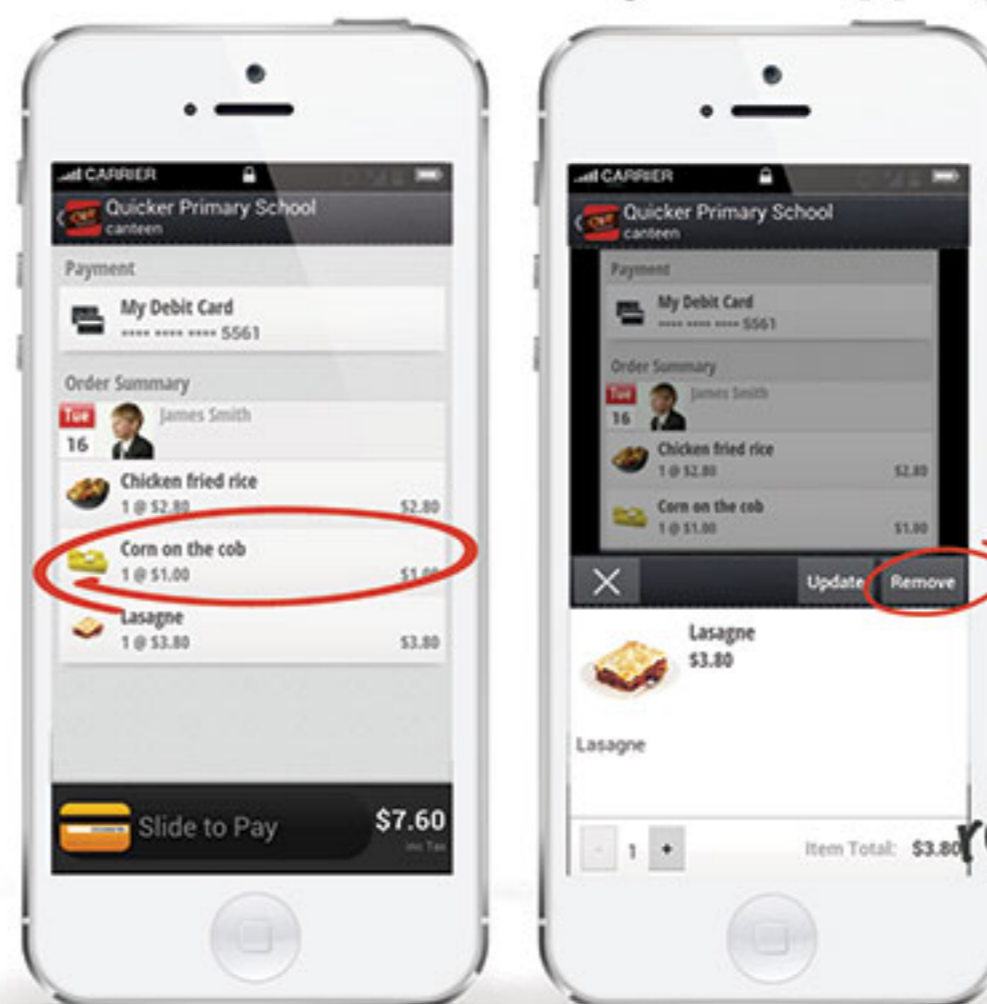 CARRIER
Quicker Primary School
canteen
Payment
My Debit Card
•••• •••• •••• 5561
Order Summary
Tue
16
James Smith
Chicken fried rice
1 @ $2.80
$2.80
Corn on the cob
1 @ $1.00
$1.00
Lasagne
1 @ $3.80
$3.80
Slide to Pay
$7.60
inc Tax
CARRIER
Quicker Primary School
canteen
Payment
My Debit Card
•••• •••• •••• 5561
Order Summary
Tue
16
James Smith
Chicken fried rice
1 @ $2.80
$2.80
Corn on the cob
1 @ $1.00
$1.00
Update
Remove
Lasagne
$3.80
Lasagne
- 1 +
Item Total: $3.80